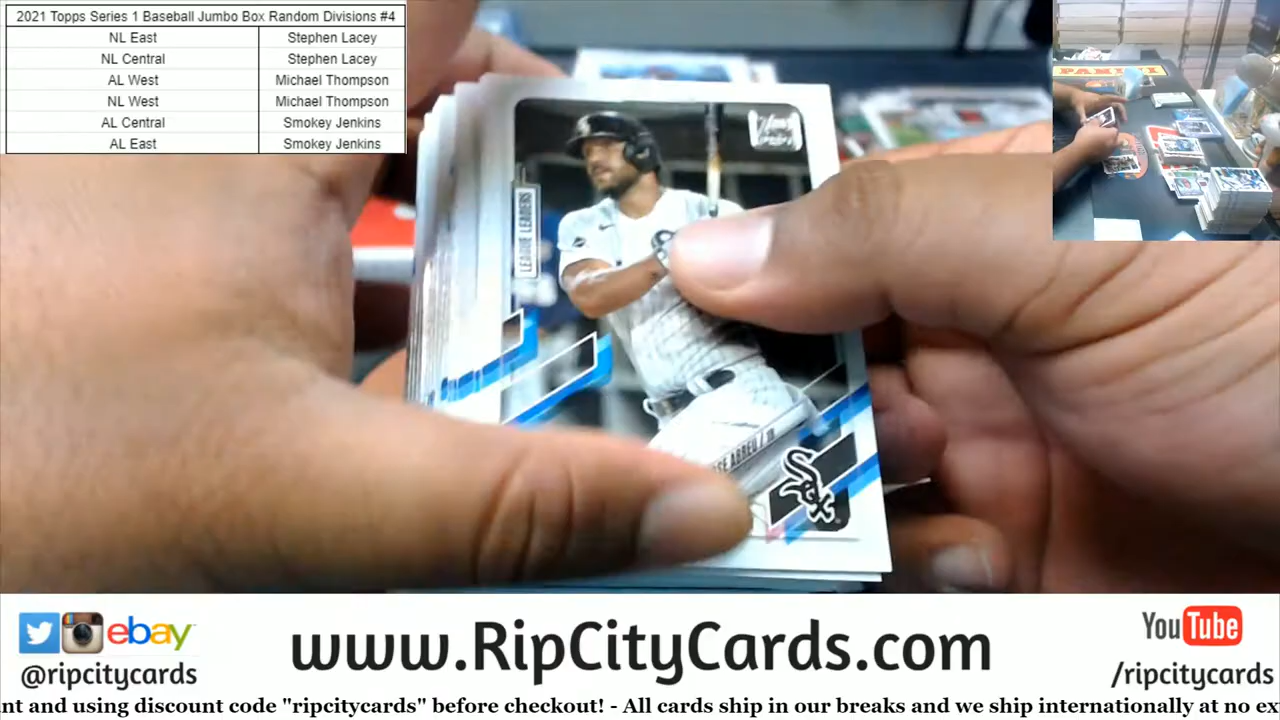 2021 Topps Series 1 Baseball Jumbo Box Random Divisions #4
NL East Stephen Lacey
NL Central Stephen Lacey
AL West Michael Thompson
NL West Michael Thompson
AL Central Smokey Jenkins
AL East Smokey Jenkins
PANINI
LEAGUE LEADERS
ABREU / 1B
Sox
ebay
@ripcitycards
www.RipCityCards.com
YouTube
/ripcitycards
nt and using discount code "ripcitycards" before checkout! - All cards ship in our breaks and we ship internationally at no ex